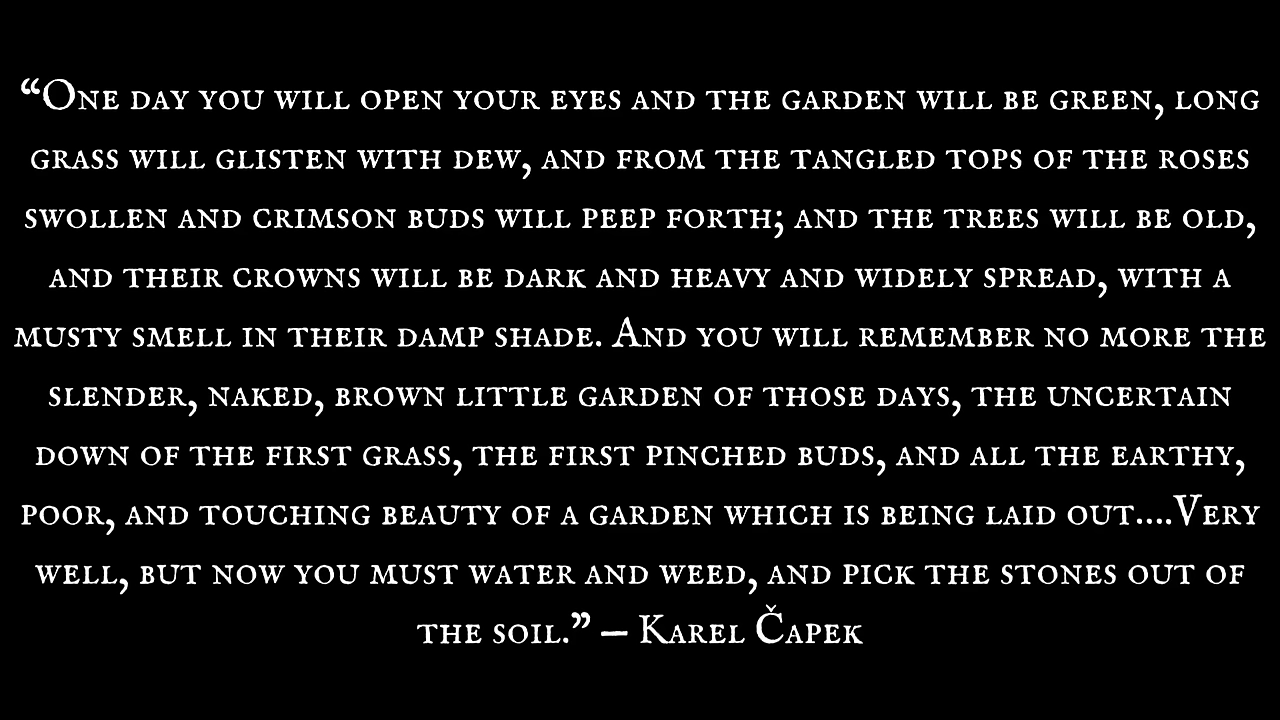 “One day you will open your eyes and the garden will be green, long
grass will glisten with dew, and from the tangled tops of the roses
swollen and crimson buds will peep forth; and the trees will be old,
and their crowns will be dark and heavy and widely spread, with a
musty smell in their damp shade. And you will remember no more the
slender, naked, brown little garden of those days, the uncertain
down of the first grass, the first pinched buds, and all the earthy,
poor, and touching beauty of a garden which is being laid out....Very
well, but now you must water and weed, and pick the stones out of
the soil.” — Karel Čapek